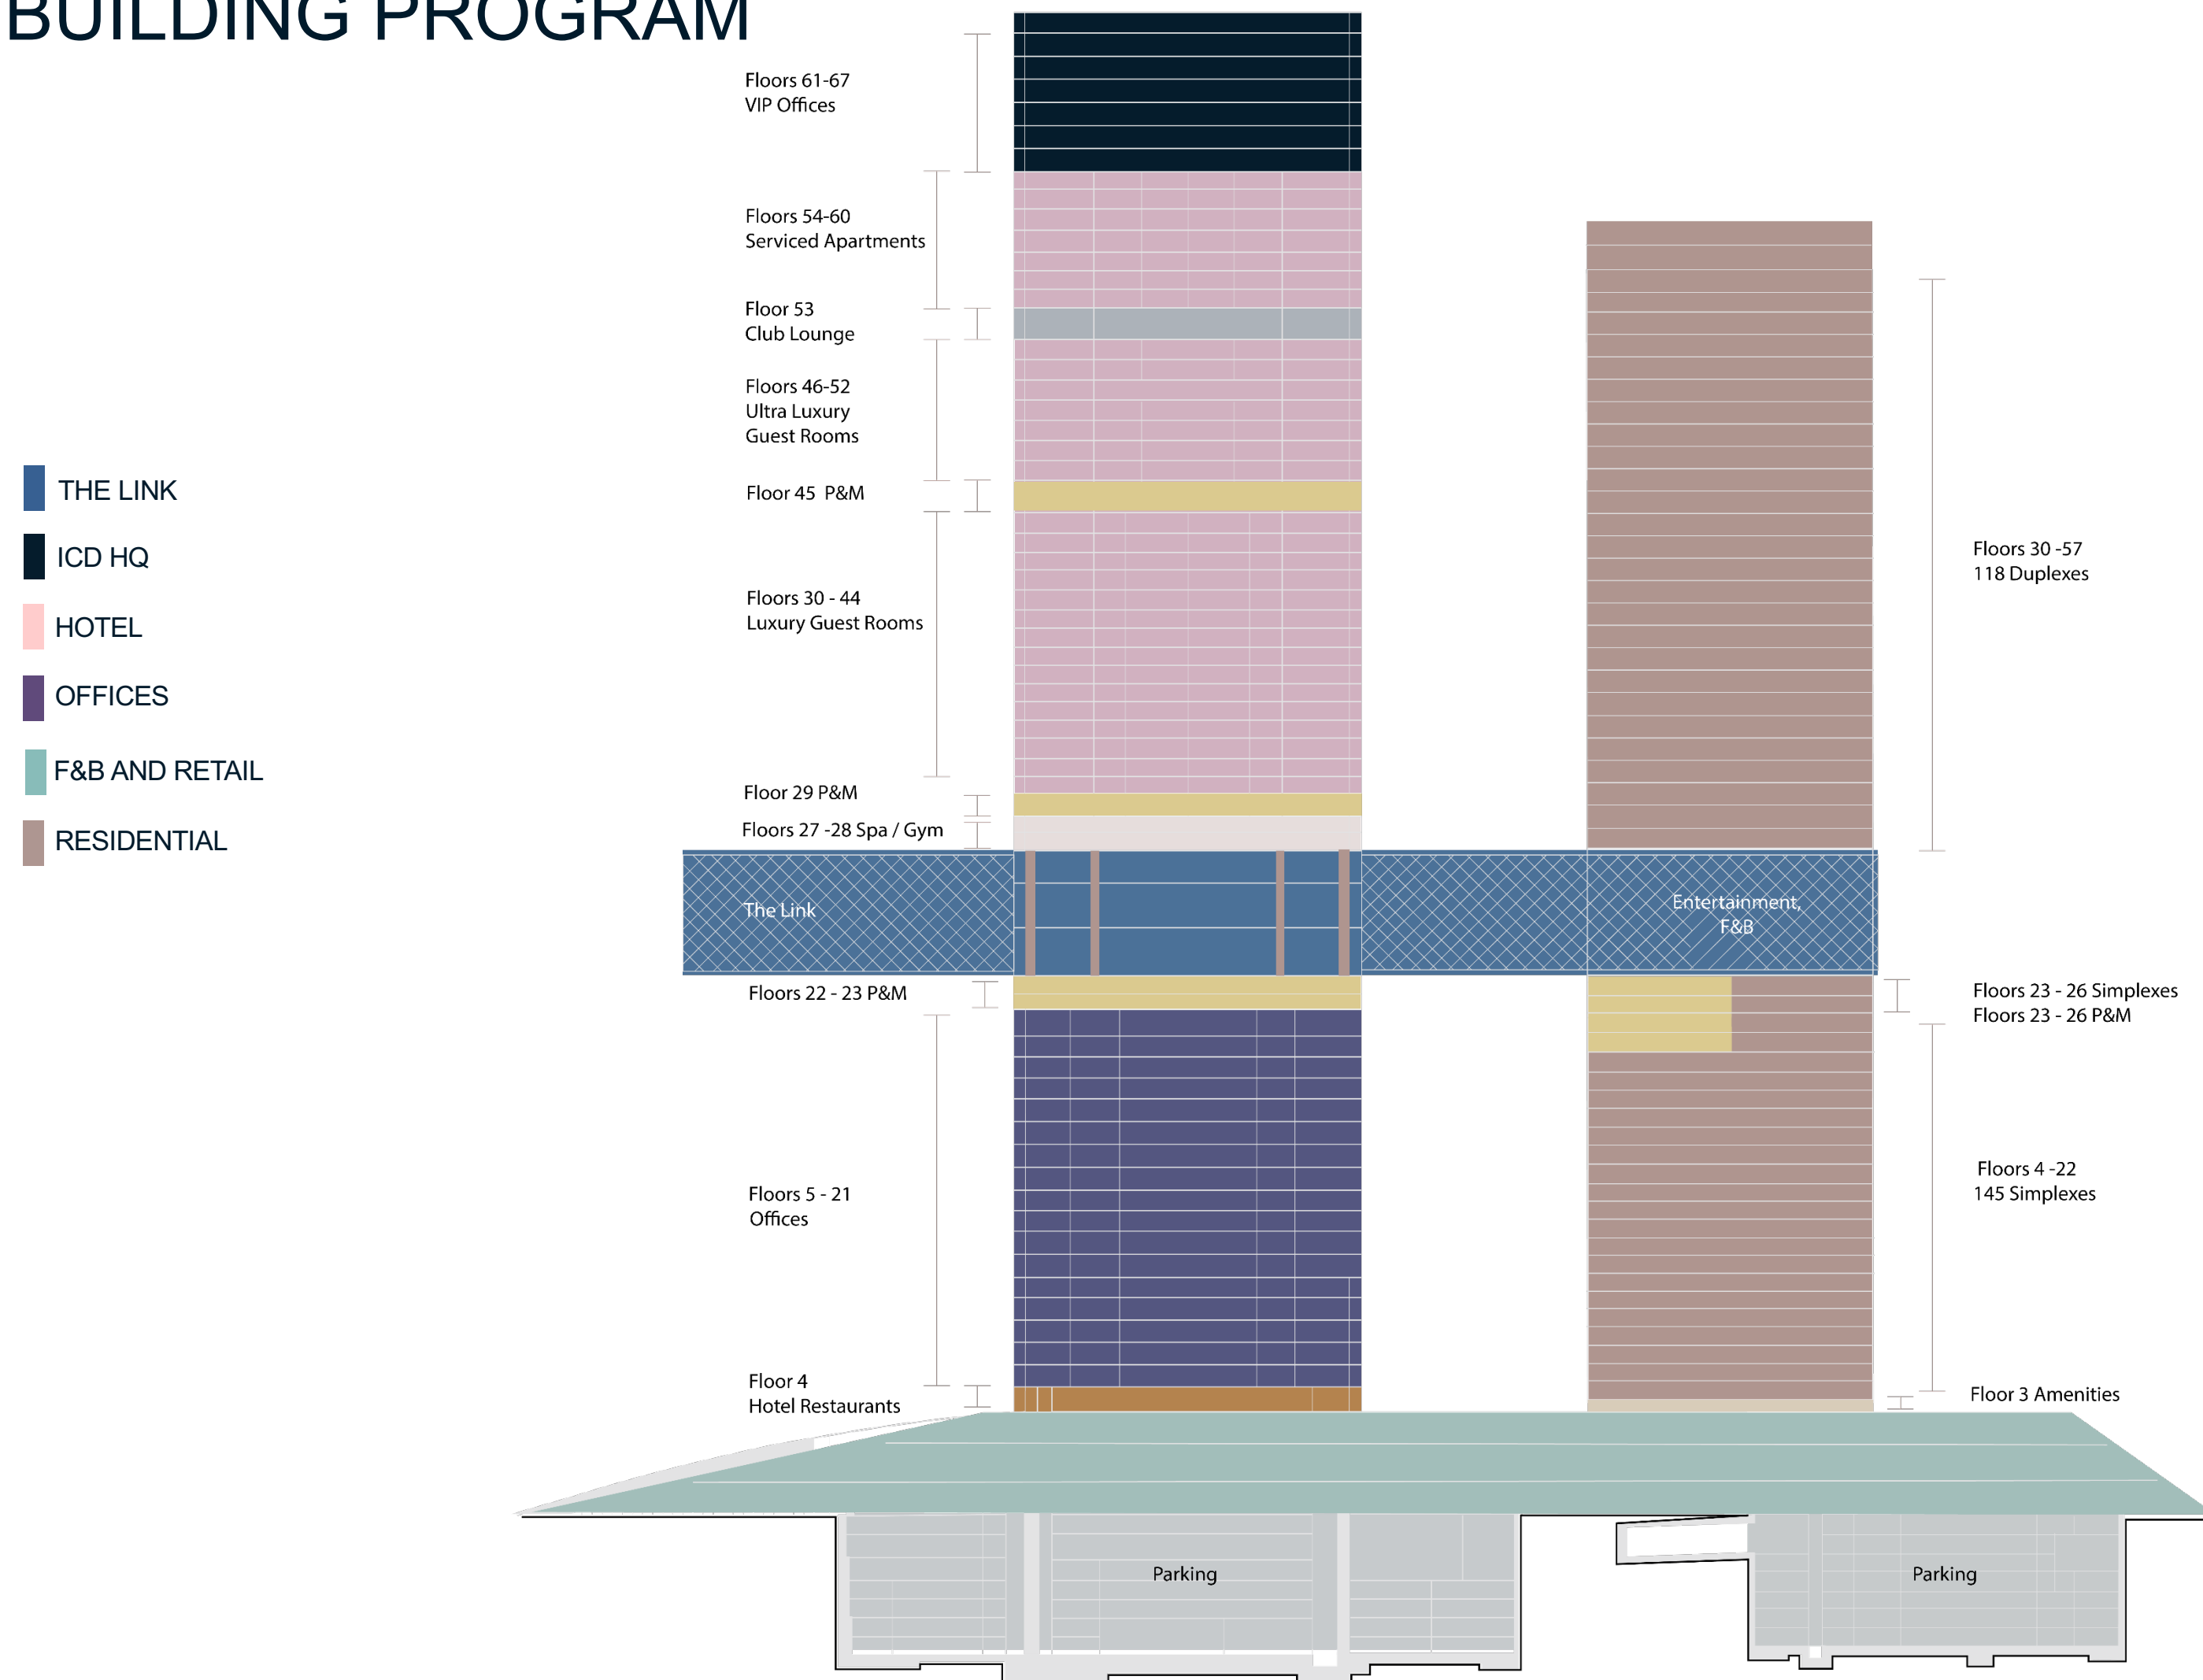 BUILDING PROGRAM
THE LINK
ICD HQ
HOTEL
OFFICES
F&B AND RETAIL
RESIDENTIAL
Floors 61-67
VIP Offices
Floors 54-60
Serviced Apartments
Floor 53
Club Lounge
Floors 46-52
Ultra Luxury
Guest Rooms
Floor 45 P&M
Floors 30 - 44
Luxury Guest Rooms
Floor 29 P&M
Floors 27 -28 Spa / Gym
The Link
Floors 22 - 23 P&M
Floors 5 - 21
Offices
Floor 4
Hotel Restaurants
Floors 30 -57
118 Duplexes
Entertainment,
F&B
Floors 23 - 26 Simplexes
Floors 23 - 26 P&M
Floors 4 -22
145 Simplexes
Floor 3 Amenities
Parking
Parking